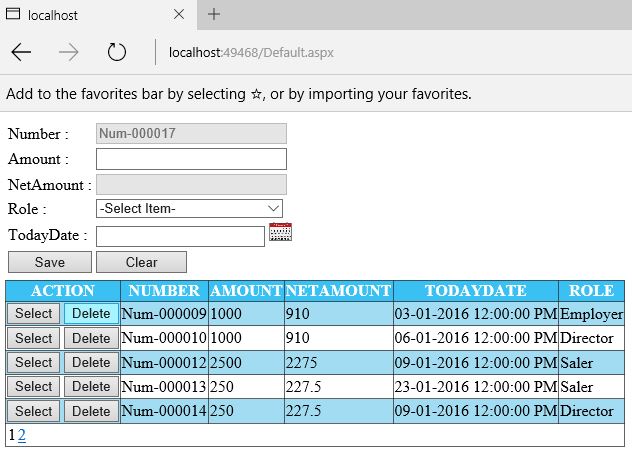 localhost
localhost:49468/Default.aspx
Add to the favorites bar by selecting ☆, or by importing your favorites.
Number : Num-000017
Amount :
NetAmount :
Role : -Select Item-
TodayDate :
Save Clear
ACTION NUMBER AMOUNT NETAMOUNT TODAYDATE ROLE
Select Delete Num-000009 1000 910 03-01-2016 12:00:00 PM Employer
Select Delete Num-000010 1000 910 06-01-2016 12:00:00 PM Director
Select Delete Num-000012 2500 2275 09-01-2016 12:00:00 PM Saler
Select Delete Num-000013 250 227.5 23-01-2016 12:00:00 PM Saler
Select Delete Num-000014 250 227.5 09-01-2016 12:00:00 PM Director
1 2